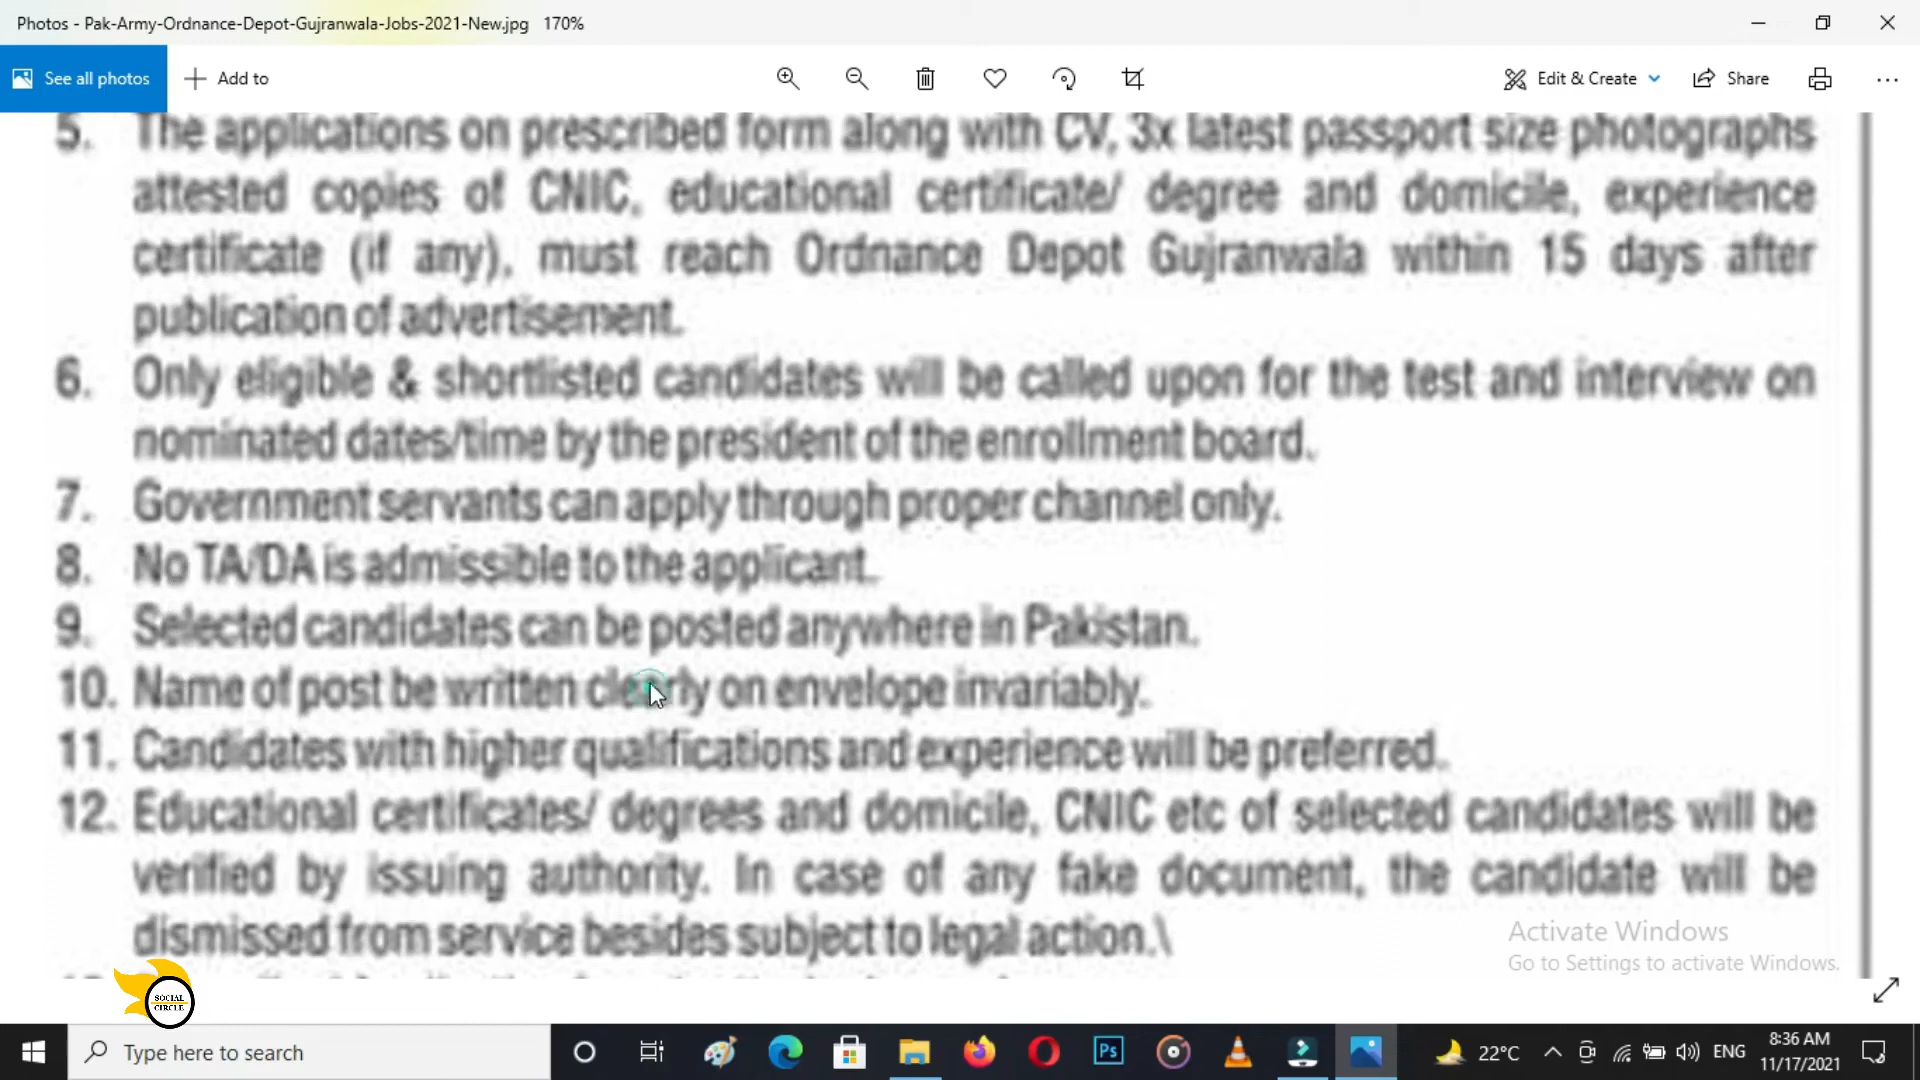 Photos - Pak-Army-Ordnance-Depot-Gujranwala-Jobs-2021-New.jpg 170%
See all photos Add to Edit & Create Share
5. The applications on prescribed form along with CV, 3x latest passport size photographs
attested copies of CNIC, educational certificate/ degree and domicile, experience
certificate (if any), must reach Ordnance Depot Gujranwala within 15 days after
publication of advertisement.
6. Only eligible & shortlisted candidates will be called upon for the test and interview on
nominated dates/time by the president of the enrollment board.
7. Government servants can apply through proper channel only.
8. No TA/DA is admissible to the applicant.
9. Selected candidates can be posted anywhere in Pakistan.
10. Name of post be written clearly on envelope invariably.
11. Candidates with higher qualifications and experience will be preferred.
12. Educational certificates/ degrees and domicile, CNIC etc of selected candidates will be
verified by issuing authority. In case of any fake document, the candidate will be
dismissed from service besides subject to legal action.\
Activate Windows
Go to Settings to activate Windows.
SOCIAL
CIRCLE
Type here to search
Ps
22°C
ENG
8:36 AM
11/17/2021